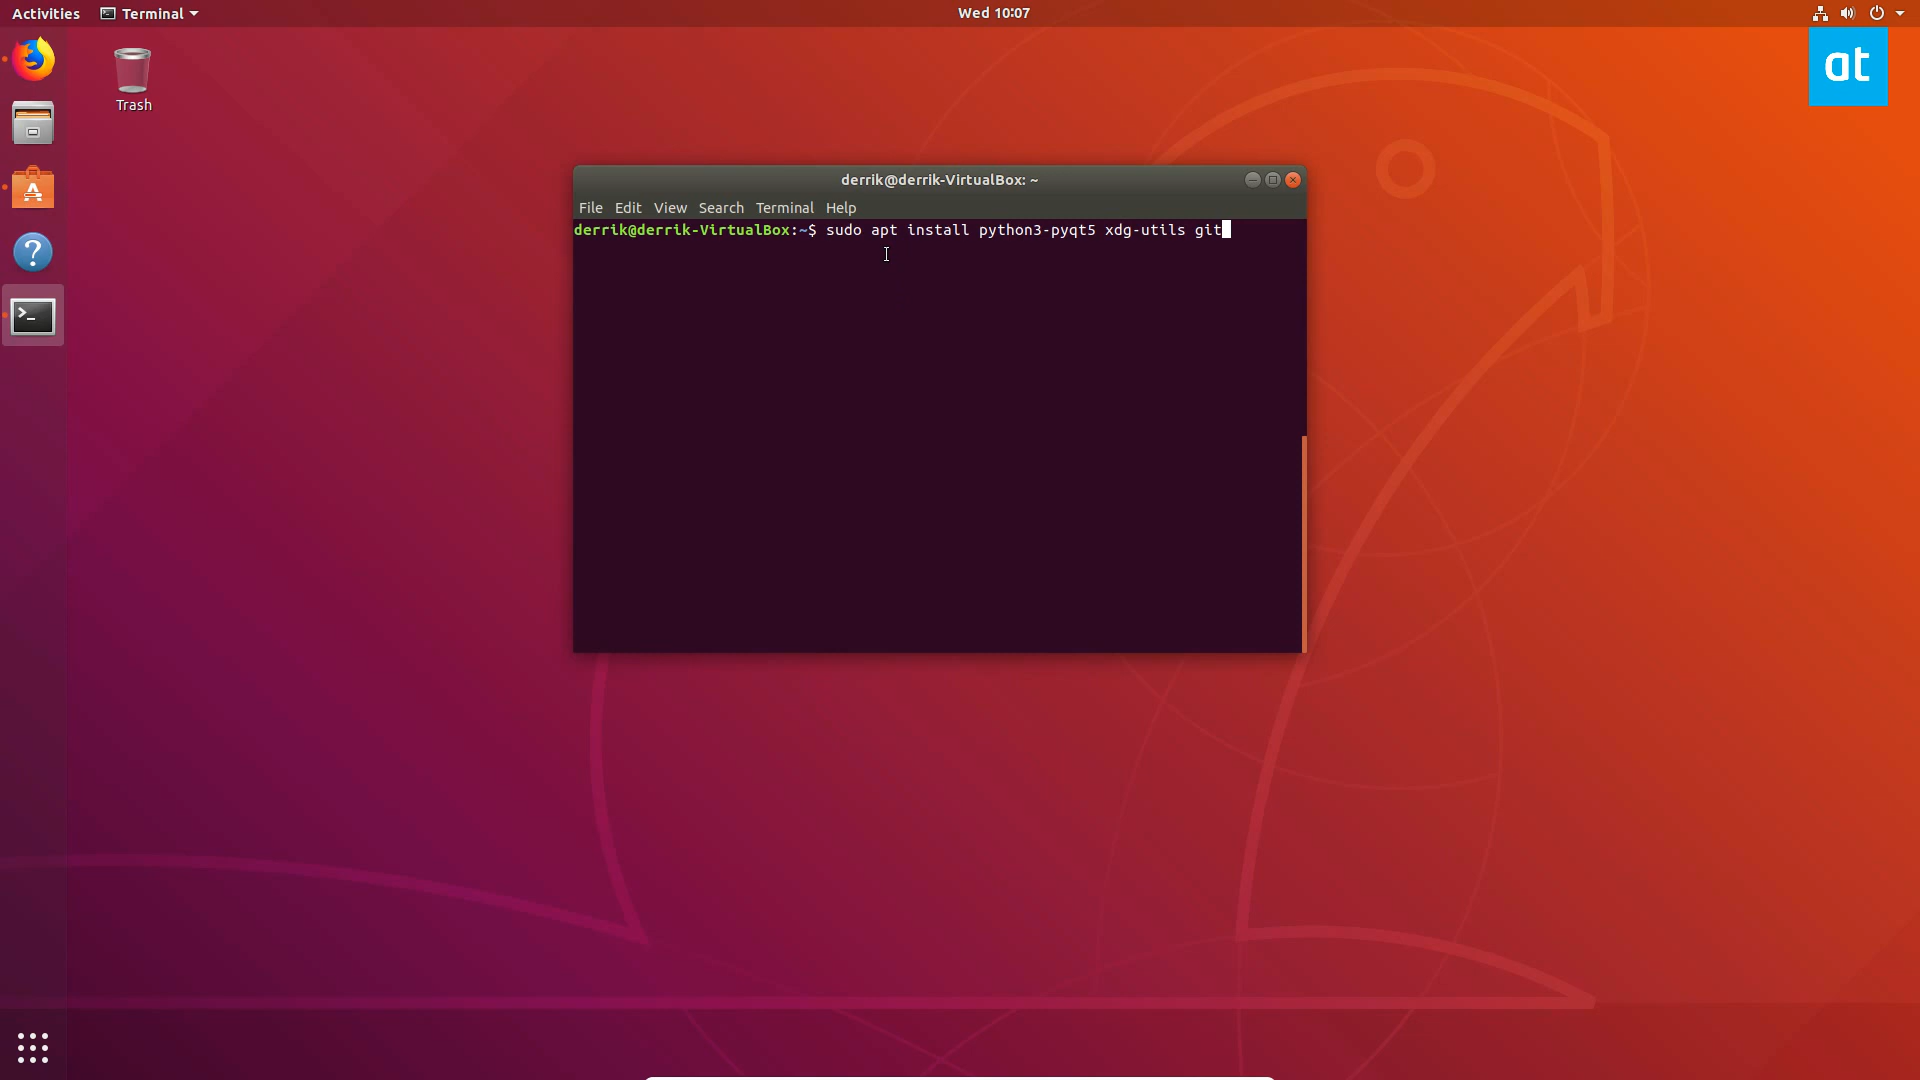 Activities Terminal Wed 10:07
at
Trash
derrik@derrik-VirtualBox: ~
File Edit View Search Terminal Help
derrik@derrik-VirtualBox:~$ sudo apt install python3-pyqt5 xdg-utils git